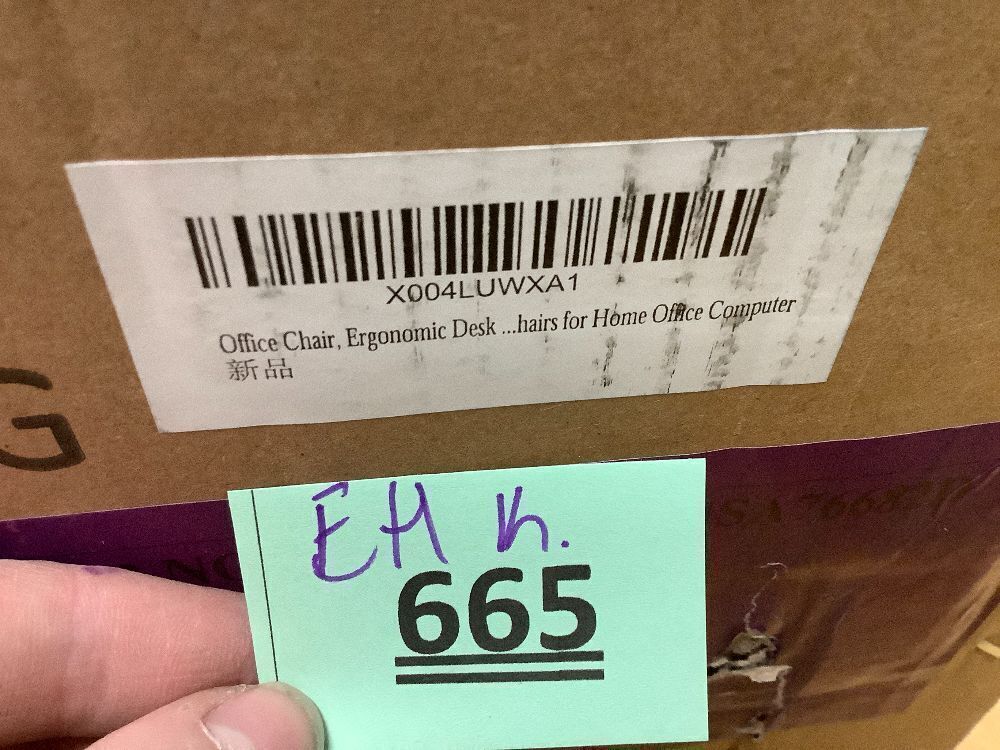 X004LUWXA1
Office Chair, Ergonomic Desk ...hairs for Home Office Computer
新品
G
EH K.
665